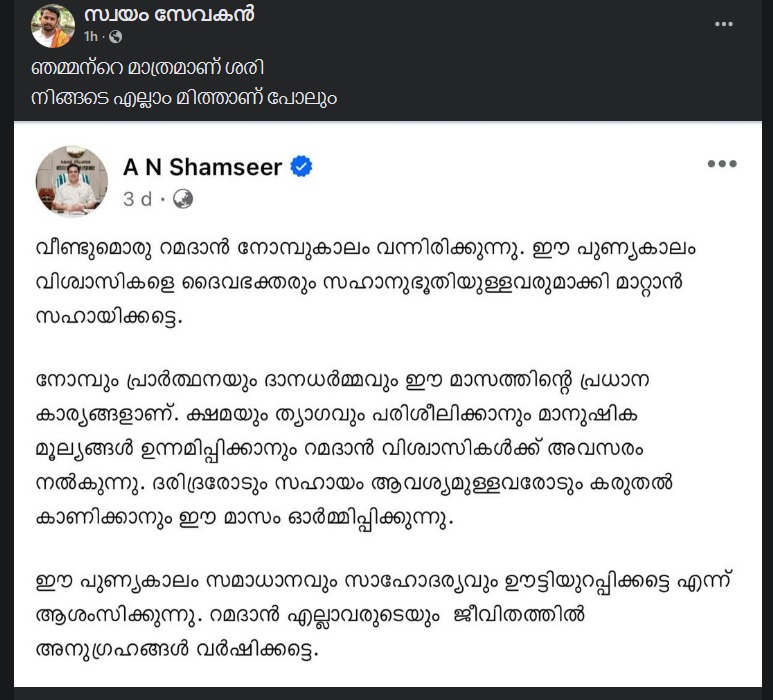 സ്വയം സേവകൻ
1h ·
ഞമ്മന്റെ മാത്രമാണ് ശരി
നിങ്ങടെ എല്ലാം മിത്താണ് പോലും
A N Shamseer
3 d ·
വീണ്ടുമൊരു റമദാൻ നോമ്പുകാലം വന്നിരിക്കുന്നു. ഈ പുണ്യകാലം
വിശ്വാസികളെ ദൈവഭക്തരും സഹാനുഭൂതിയുള്ളവരുമാക്കി മാറ്റാൻ
സഹായിക്കട്ടെ.
നോമ്പും പ്രാർത്ഥനയും ദാനധർമ്മവും ഈ മാസത്തിന്റെ പ്രധാന
കാര്യങ്ങളാണ്. ക്ഷമയും ത്യാഗവും പരിശീലിക്കാനും മാനുഷിക
മൂല്യങ്ങൾ ഉന്നമിപ്പിക്കാനും റമദാൻ വിശ്വാസികൾക്ക് അവസരം
നൽകുന്നു. ദരിദ്രരോടും സഹായം ആവശ്യമുള്ളവരോടും കരുതൽ
കാണിക്കാനും ഈ മാസം ഓർമ്മിപ്പിക്കുന്നു.
ഈ പുണ്യകാലം സമാധാനവും സാഹോദര്യവും ഊട്ടിയുറപ്പിക്കട്ടെ എന്ന്
ആശംസിക്കുന്നു. റമദാൻ എല്ലാവരുടെയും ജീവിതത്തിൽ
അനുഗ്രഹങ്ങൾ വർഷിക്കട്ടെ.